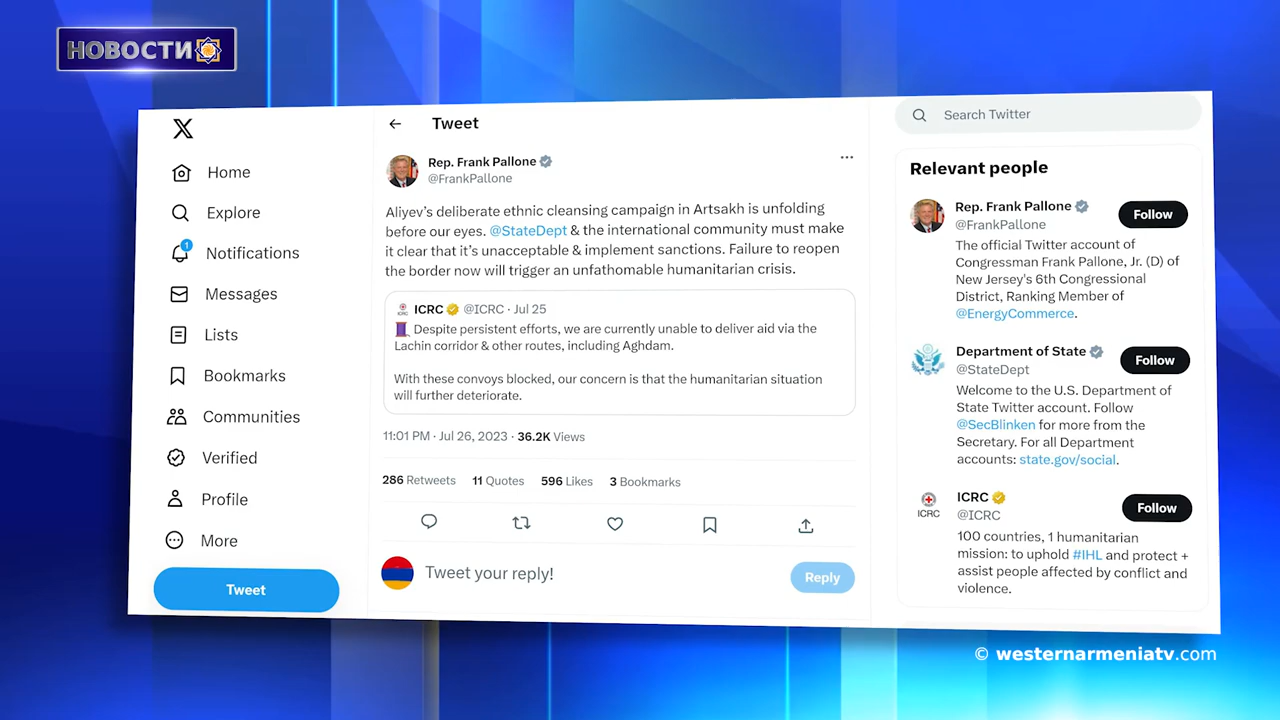 НОВОСТИ
Home
Explore
1
Notifications
Messages
Lists
Bookmarks
Communities
Verified
Profile
More
Tweet
Tweet
Rep. Frank Pallone
@FrankPallone
Aliyev's deliberate ethnic cleansing campaign in Artsakh is unfolding
before our eyes. @StateDept & the international community must make
it clear that it's unacceptable & implement sanctions. Failure to reopen
the border now will trigger an unfathomable humanitarian crisis.
ICRC @ICRC · Jul 25
Despite persistent efforts, we are currently unable to deliver aid via the
Lachin corridor & other routes, including Aghdam.
With these convoys blocked, our concern is that the humanitarian situation
will further deteriorate.
11:01 PM · Jul 26, 2023 · 36.2K Views
286 Retweets 11 Quotes 596 Likes 3 Bookmarks
Tweet your reply!
Reply
Search Twitter
Relevant people
Rep. Frank Pallone
@FrankPallone
Follow
The official Twitter account of
Congressman Frank Pallone, Jr. (D) of
New Jersey's 6th Congressional
District, Ranking Member of
@EnergyCommerce.
Department of State
@StateDept
Follow
Welcome to the U.S. Department of
State Twitter account. Follow
@SecBlinken for more from the
Secretary. For all Department
accounts: state.gov/social.
ICRC
ICRC
@ICRC
Follow
100 countries, 1 humanitarian
mission: to uphold #IHL and protect +
assist people affected by conflict and
violence.
© westernarmeniatv.com